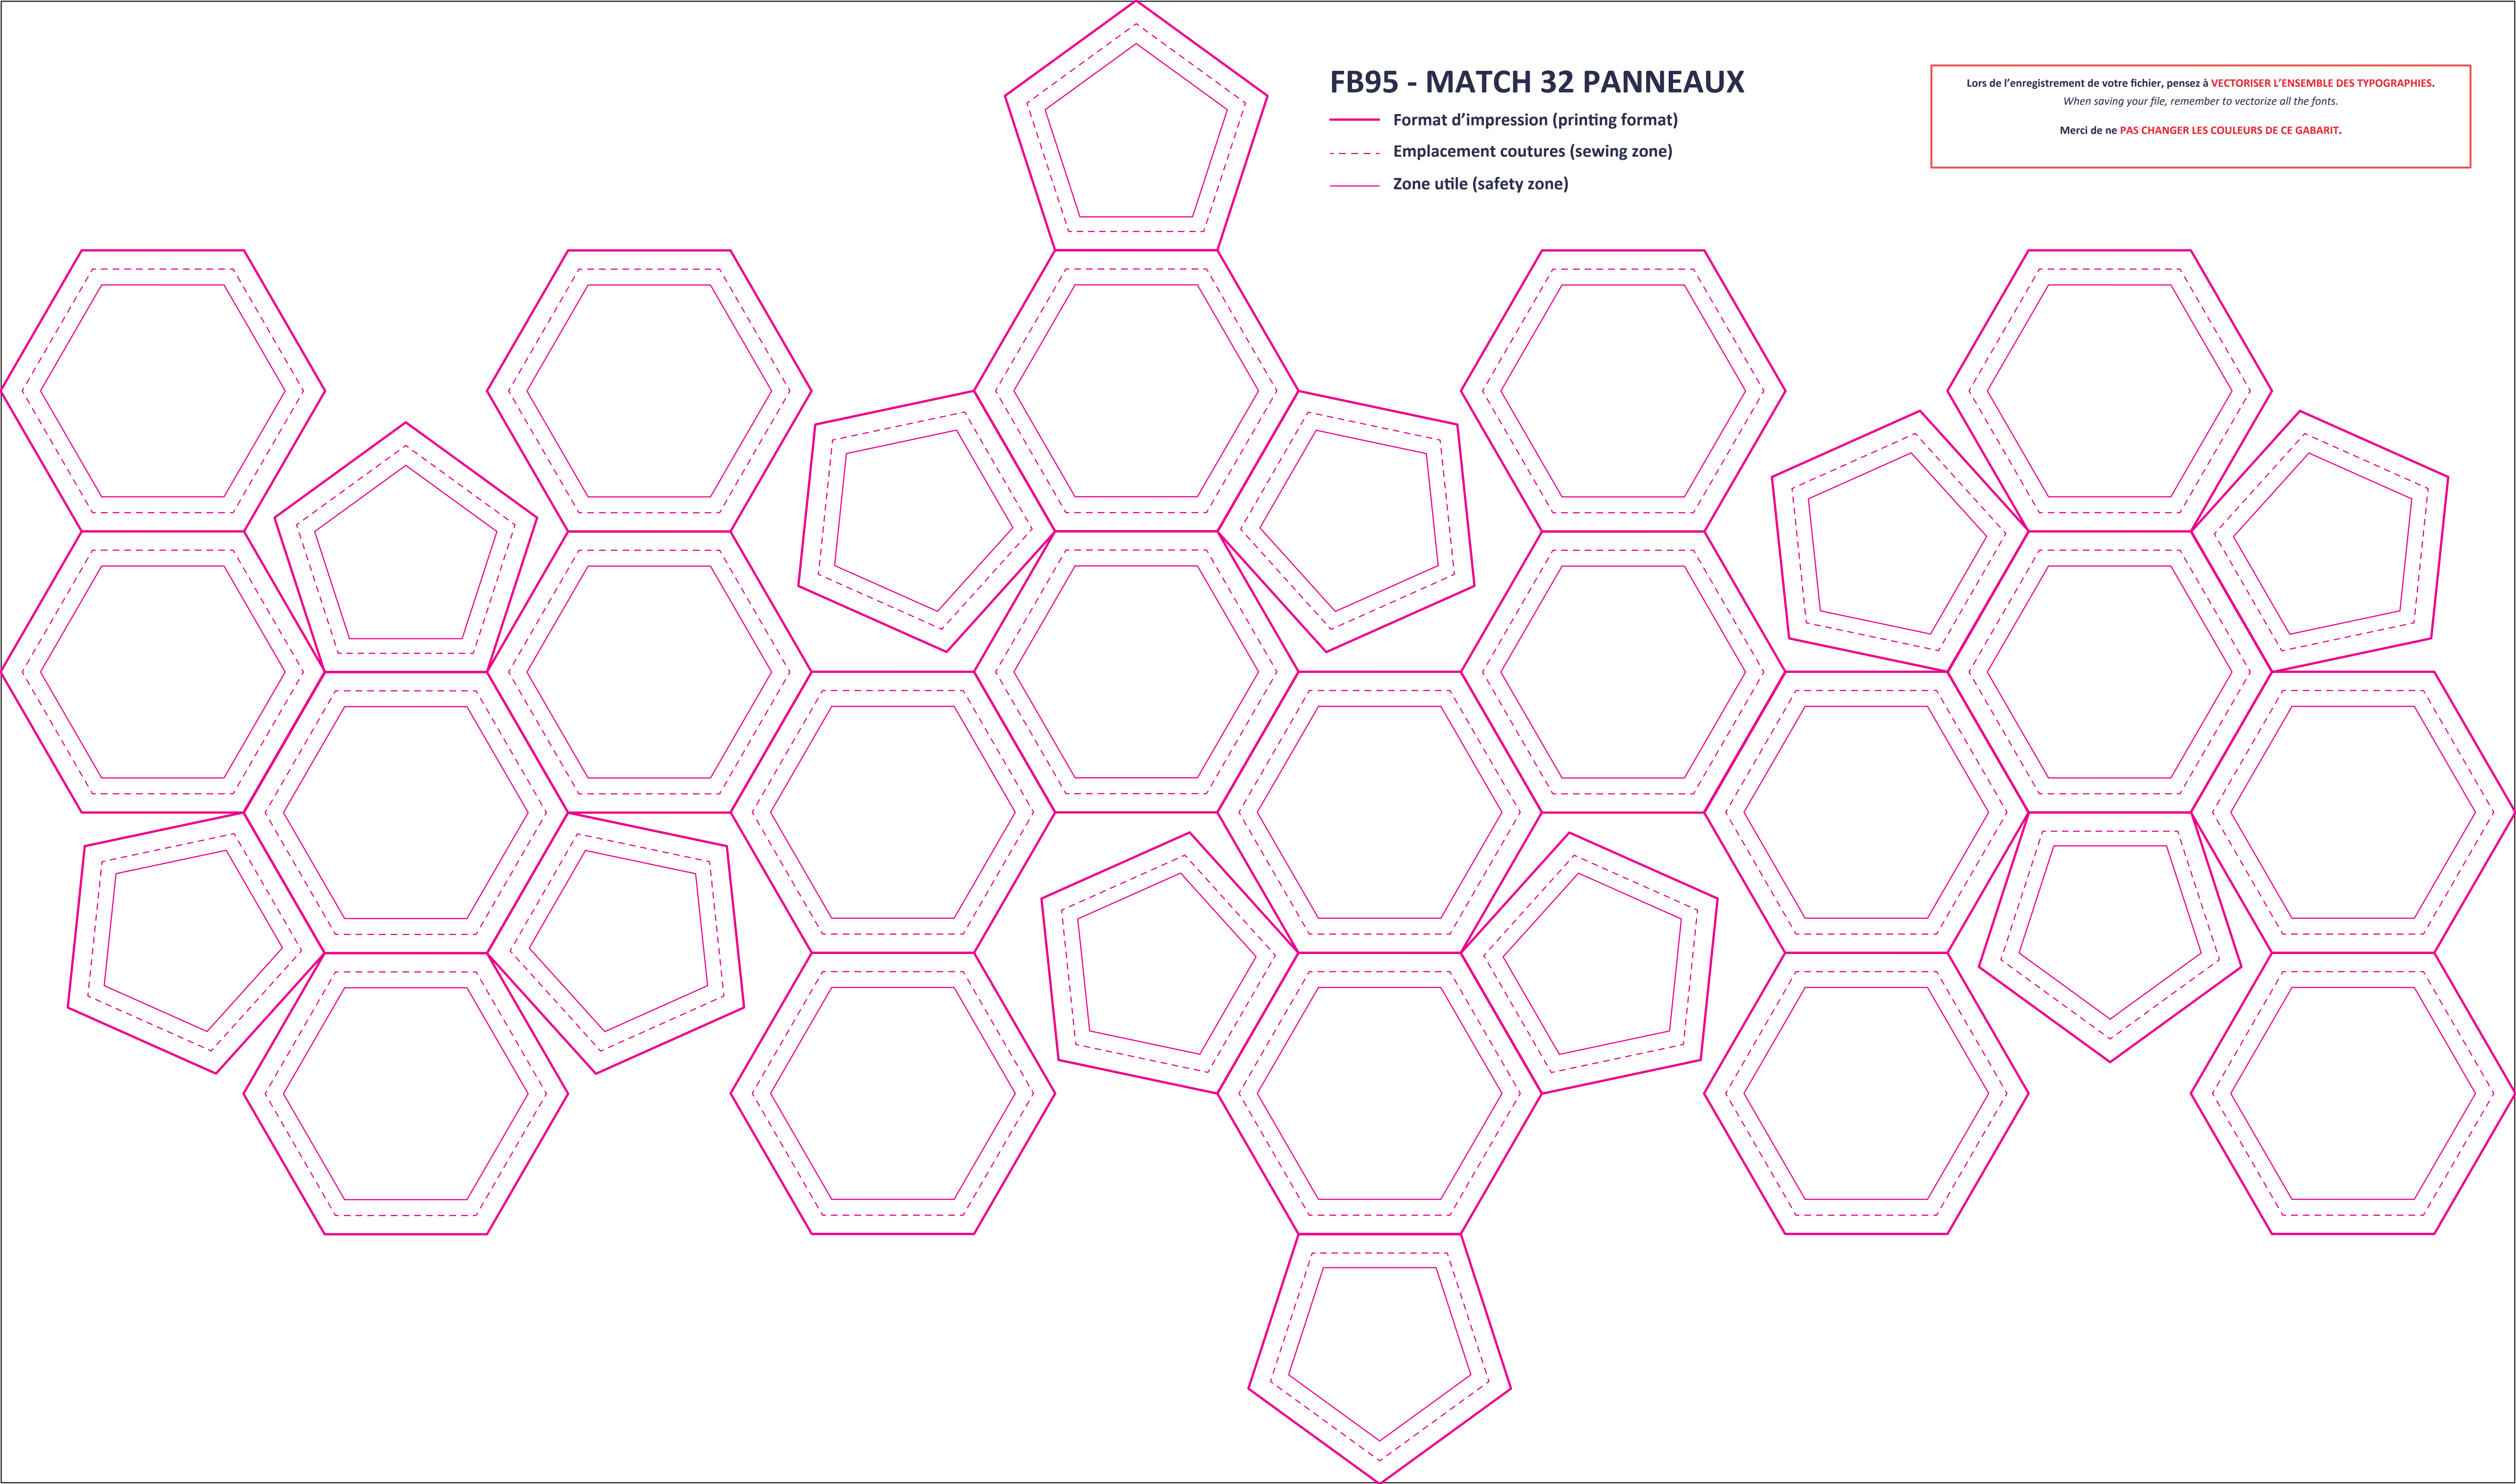 FB95 - MATCH 32 PANNEAUX
Format d’impression (printing format)
Emplacement coutures (sewing zone)
Zone utile (safety zone)
Lors de l’enregistrement de votre fichier, pensez à VECTORISER L’ENSEMBLE DES TYPOGRAPHIES.
When saving your file, remember to vectorize all the fonts.
Merci de ne PAS CHANGER LES COULEURS DE CE GABARIT.